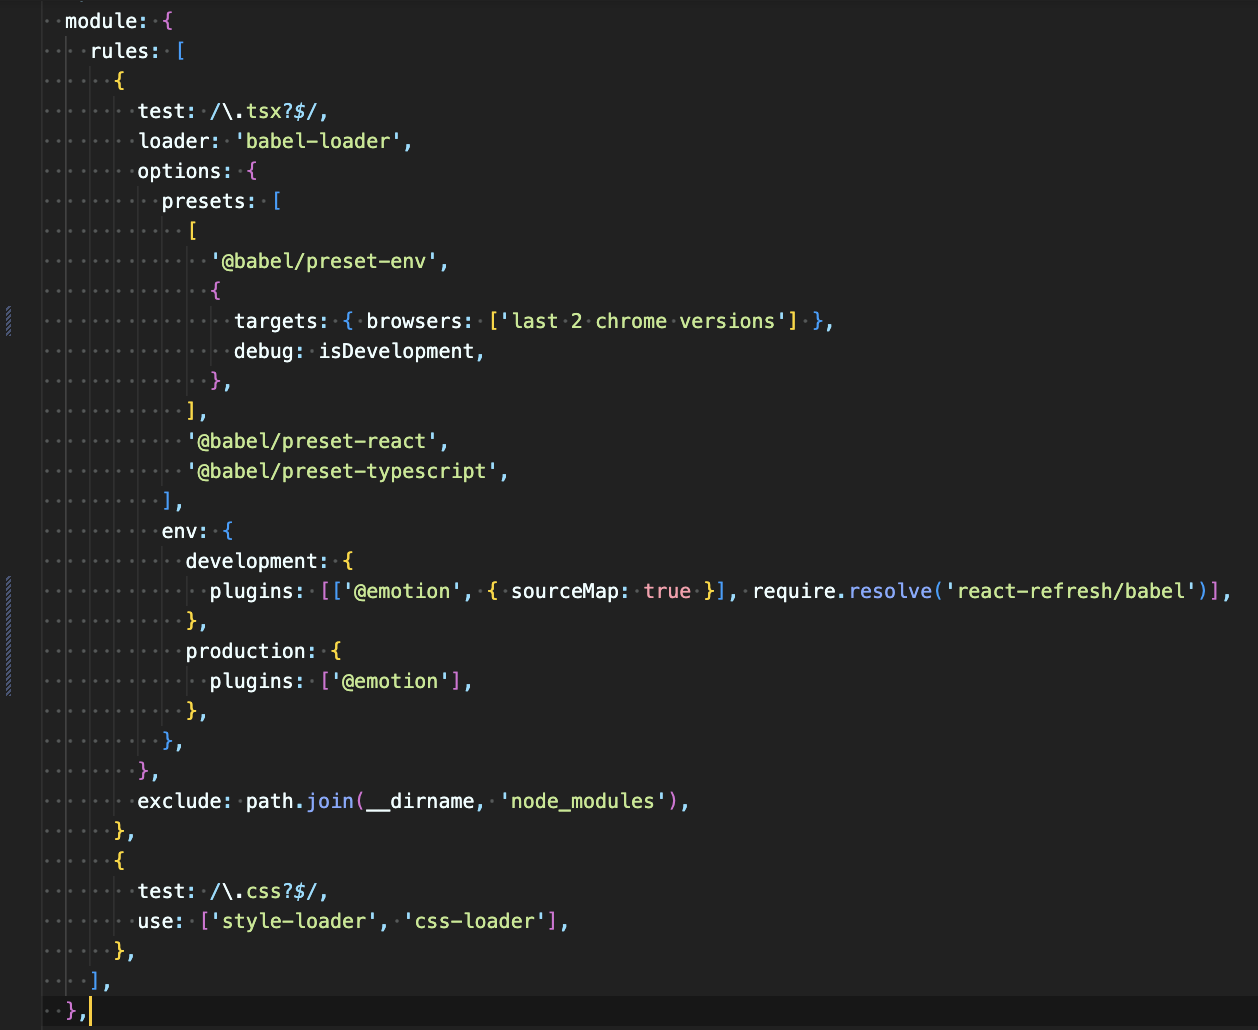 module: {
rules: [
{
test: /\.tsx?$/,
loader: 'babel-loader',
options: {
presets: [
[
'@babel/preset-env',
{
targets: { browsers: ['last 2 chrome versions'] },
debug: isDevelopment,
},
],
'@babel/preset-react',
'@babel/preset-typescript',
],
env: {
development: {
plugins: [['@emotion', { sourceMap: true }], require.resolve('react-refresh/babel')],
},
production: {
plugins: ['@emotion'],
},
},
},
exclude: path.join(__dirname, 'node_modules'),
},
{
test: /\.css?$/,
use: ['style-loader', 'css-loader'],
},
],
},